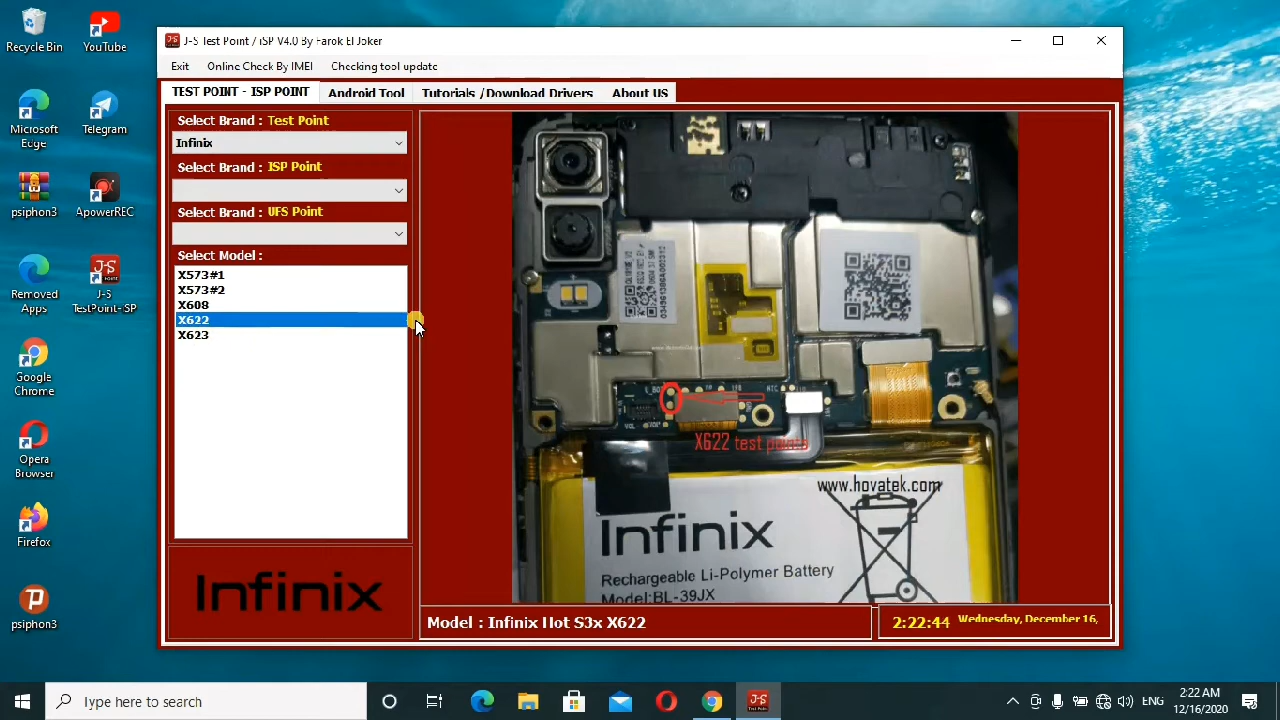 Recycle Bin
YouTube
Microsoft
Edge
Telegram
psiphon3
ApowerREC
Removed
Apps
J-S
TestPoint-ISP
Google
Chrome
Opera
Browser
Firefox
psiphon3
J-S Test Point / iSP V4.0 By Farok El Joker
Exit
Online Check By IMEI
Checking tool update
TEST POINT - ISP POINT
Android Tool
Tutorials /Download Drivers
About US
Select Brand : Test Point
Infinix
Select Brand : ISP Point
Select Brand : UFS Point
Select Model :
X573#1
X573#2
X608
X622
X623
Infinix
X622 test points
www.hovatek.com
Infinix
Rechargeable Li-Polymer Battery
Model:BL-39JX
Model : Infinix Hot S3x X622
2:22:44
Wednesday, December 16,
Type here to search
ENG
2:22 AM
12/16/2020